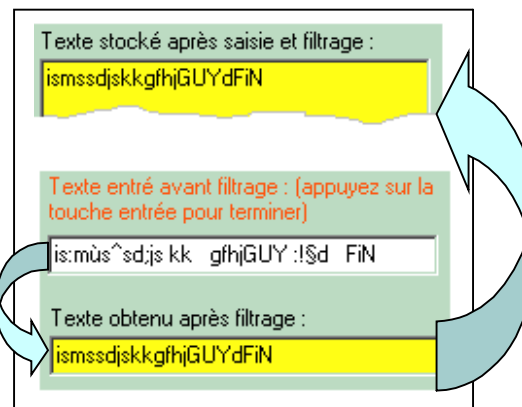 Texte stocké après saisie et filtrage :
ismssdjskkgfhjGUYdFiN
Texte entré avant filtrage : (appuyez sur la
touche entrée pour terminer)
is:mùs^sd;js kk   gfhjGUY :!§d   FiN
Texte obtenu après filtrage :
ismssdjskkgfhjGUYdFiN